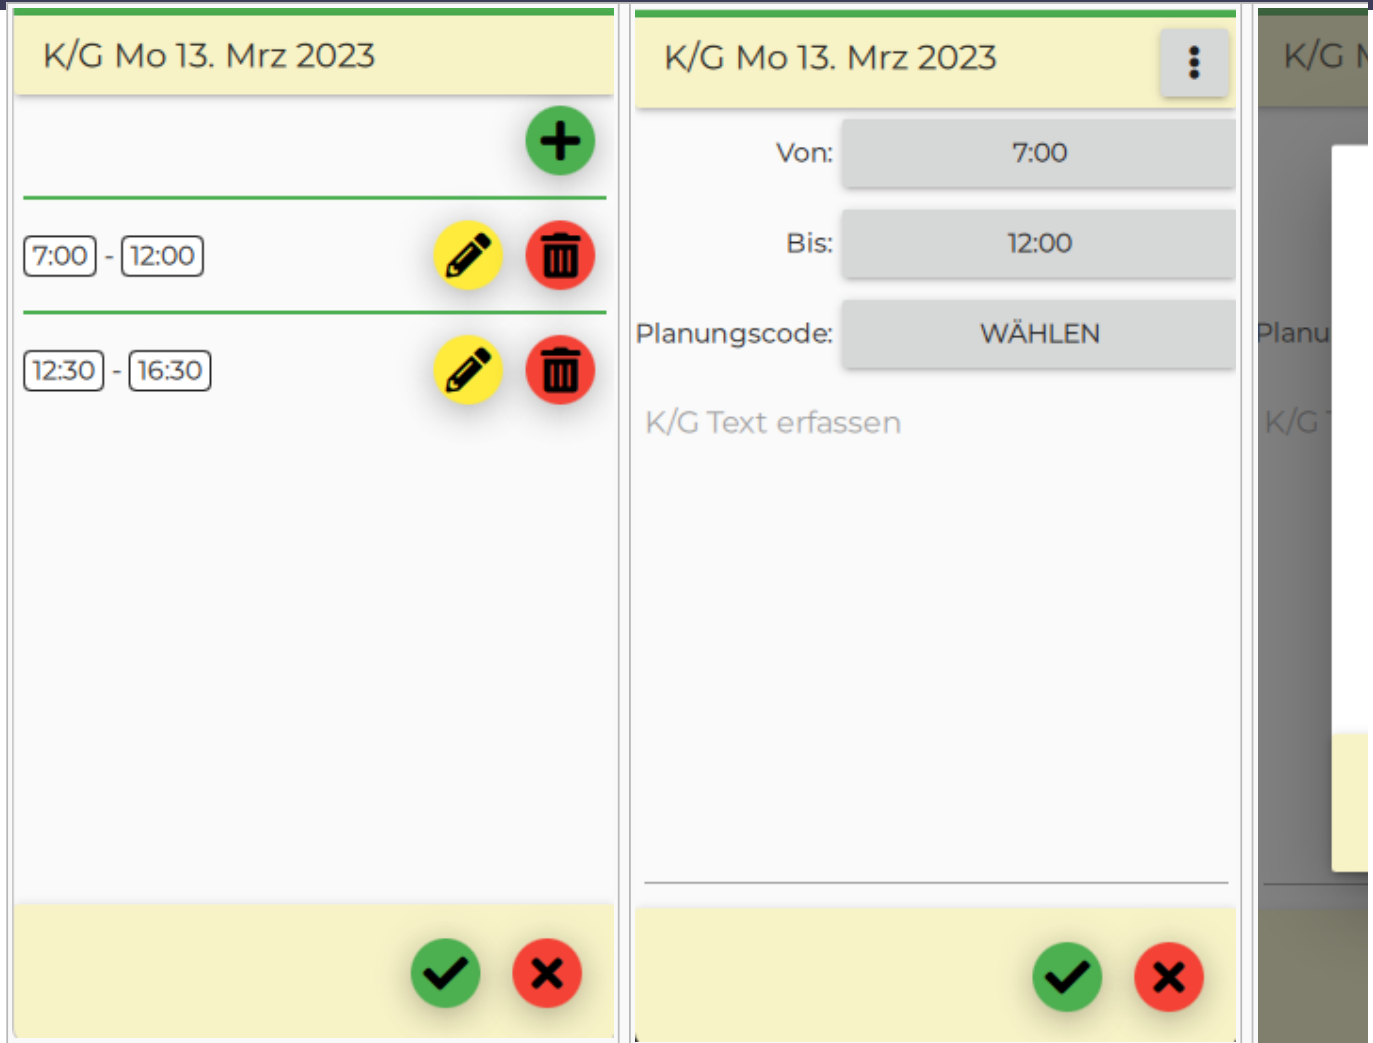 K/G Mo 13. Mrz 2023
7:00 - 12:00
12:30 - 16:30
K/G Mo 13. Mrz 2023
Von: 7:00
Bis: 12:00
Planungscode: WÄHLEN
K/G Text erfassen
K/G
K/G